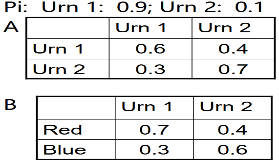 Pi: Urn 1: 0.9; Urn 2: 0.1
A
Urn 1 Urn 2
Urn 1 0.6 0.4
Urn 2 0.3 0.7
B
Urn 1 Urn 2
Red 0.7 0.4
Blue 0.3 0.6